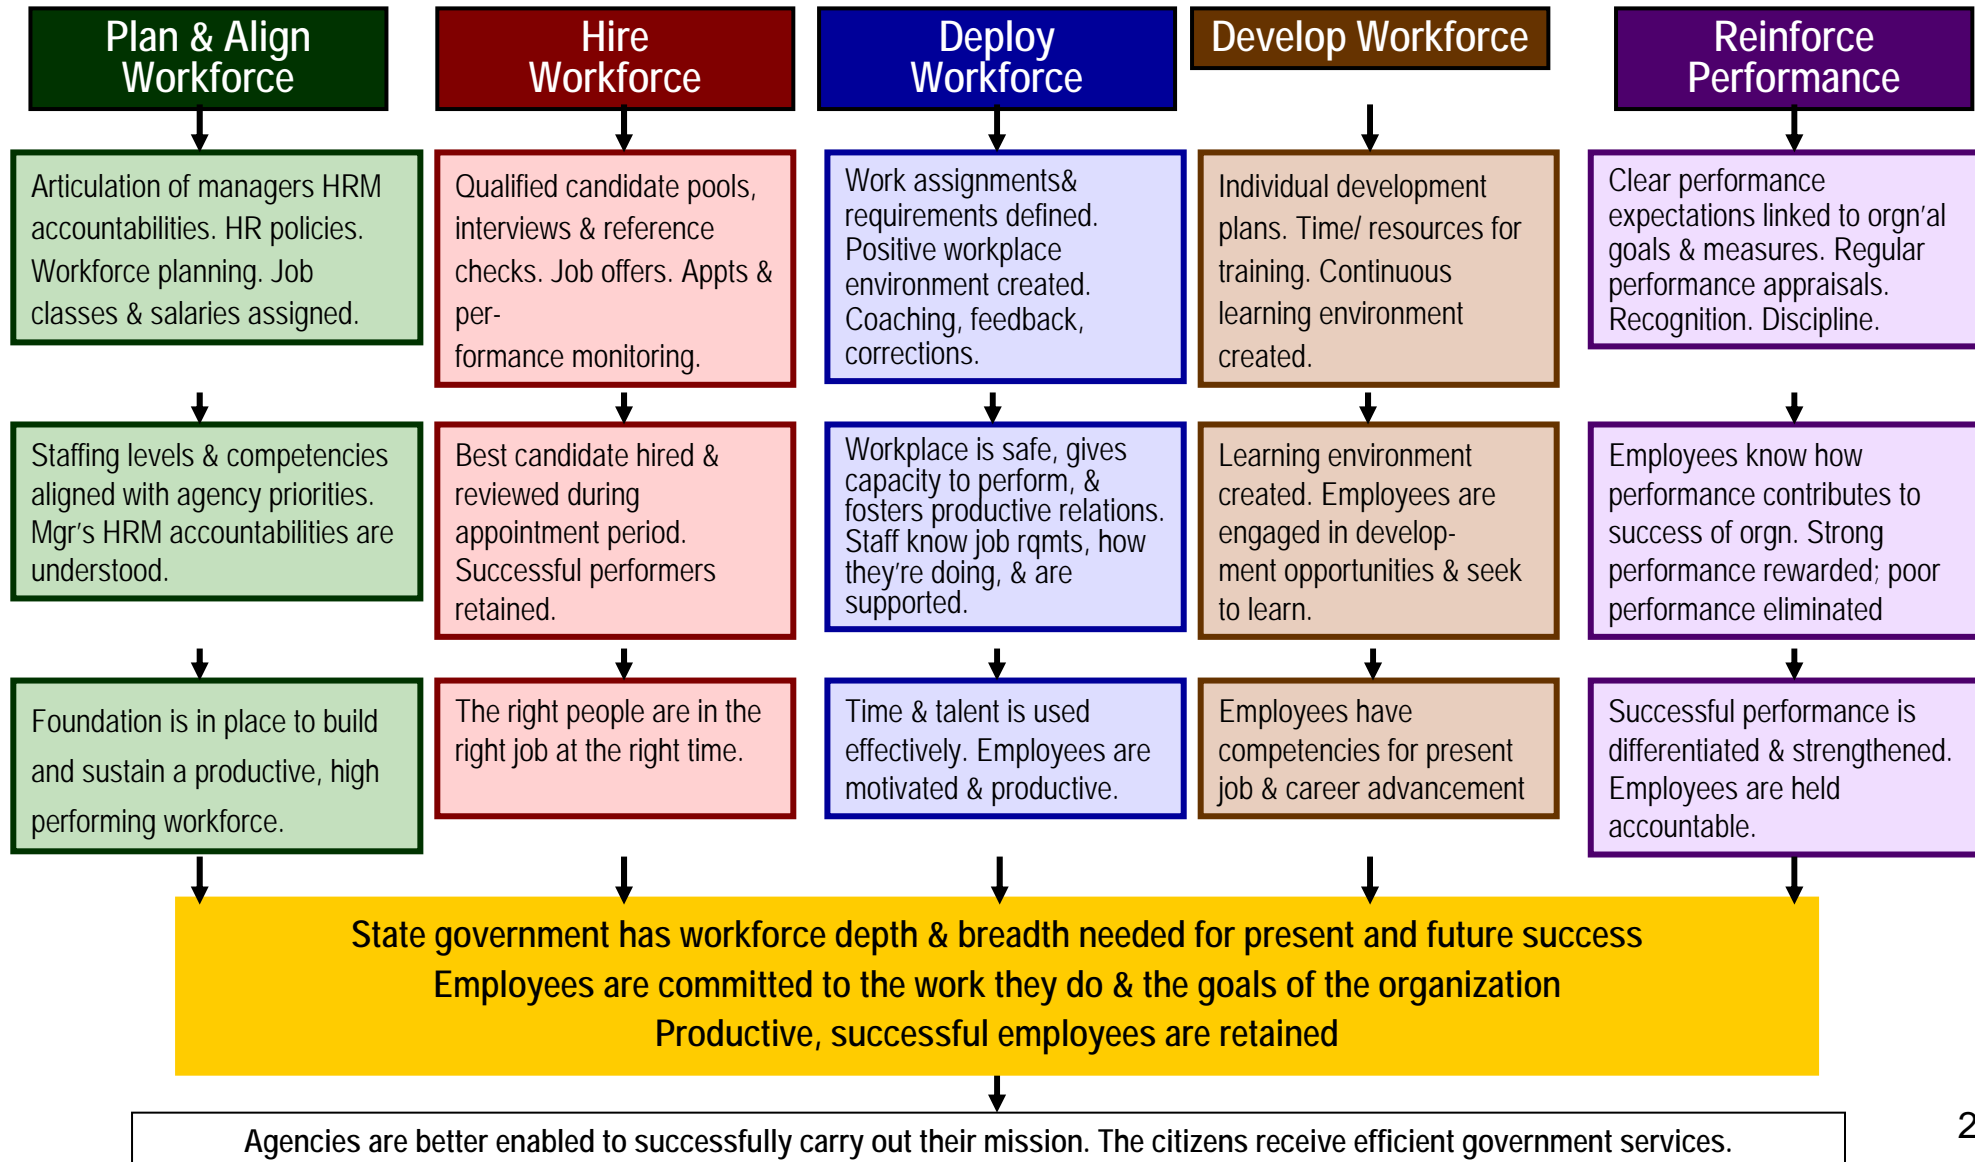 Plan & Align
Workforce
Hire
Workforce
Deploy
Workforce
Develop Workforce
Reinforce
Performance
Articulation of managers HRM
accountabilities. HR policies.
Workforce planning. Job
classes & salaries assigned.
Qualified candidate pools,
interviews & reference
checks. Job offers. Appts &
per-
formance monitoring.
Work assignments&
requirements defined.
Positive workplace
environment created.
Coaching, feedback,
corrections.
Individual development
plans. Time/ resources for
training. Continuous
learning environment
created.
Clear performance
expectations linked to orgn’al
goals & measures. Regular
performance appraisals.
Recognition. Discipline.
Staffing levels & competencies
aligned with agency priorities.
Mgr’s HRM accountabilities are
understood.
Best candidate hired &
reviewed during
appointment period.
Successful performers
retained.
Workplace is safe, gives
capacity to perform, &
fosters productive relations.
Staff know job rqmts, how
they’re doing, & are
supported.
Learning environment
created. Employees are
engaged in develop-
ment opportunities & seek
to learn.
Employees know how
performance contributes to
success of orgn. Strong
performance rewarded; poor
performance eliminated
Foundation is in place to build
and sustain a productive, high
performing workforce.
The right people are in the
right job at the right time.
Time & talent is used
effectively. Employees are
motivated & productive.
Employees have
competencies for present
job & career advancement
Successful performance is
differentiated & strengthened.
Employees are held
accountable.
State government has workforce depth & breadth needed for present and future success
Employees are committed to the work they do & the goals of the organization
Productive, successful employees are retained
Agencies are better enabled to successfully carry out their mission. The citizens receive efficient government services.
2